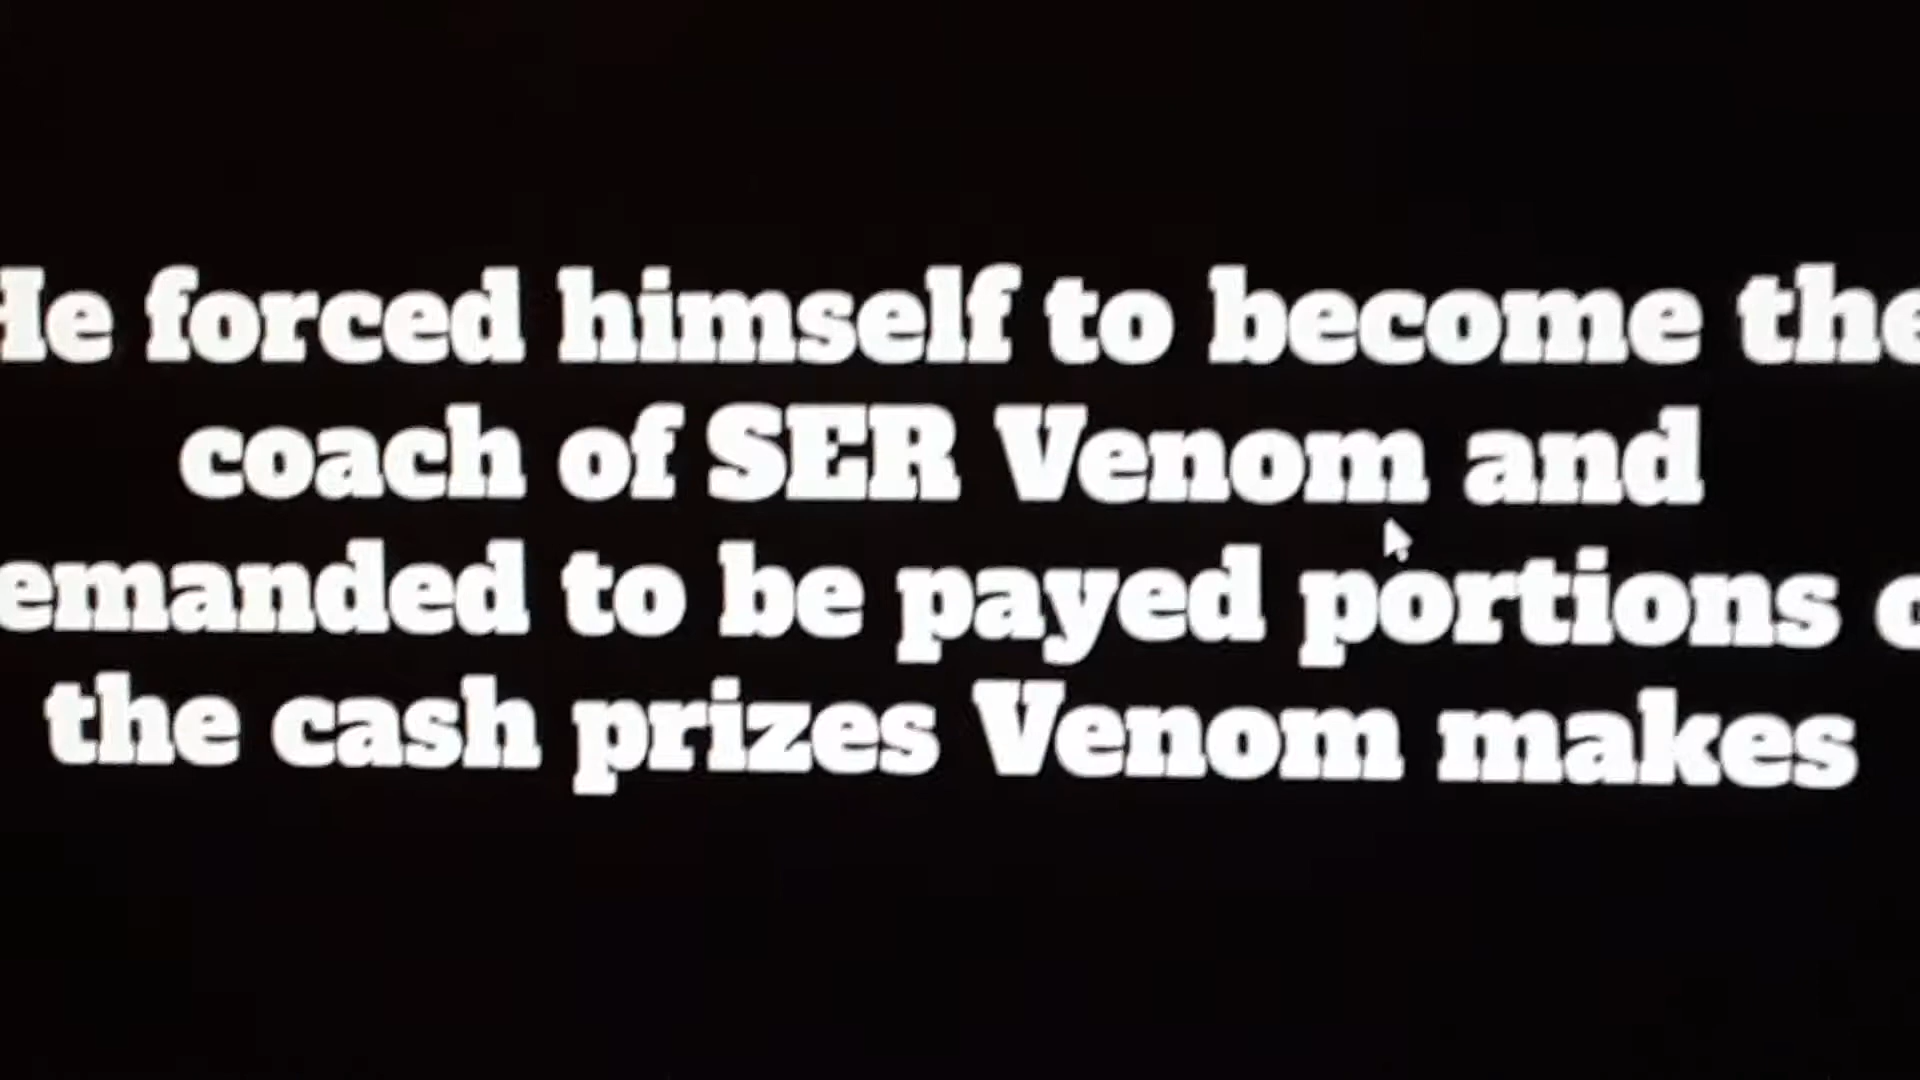 He forced himself to become the
coach of SER Venom and
emanded to be payed portions
the cash prizes Venom makes